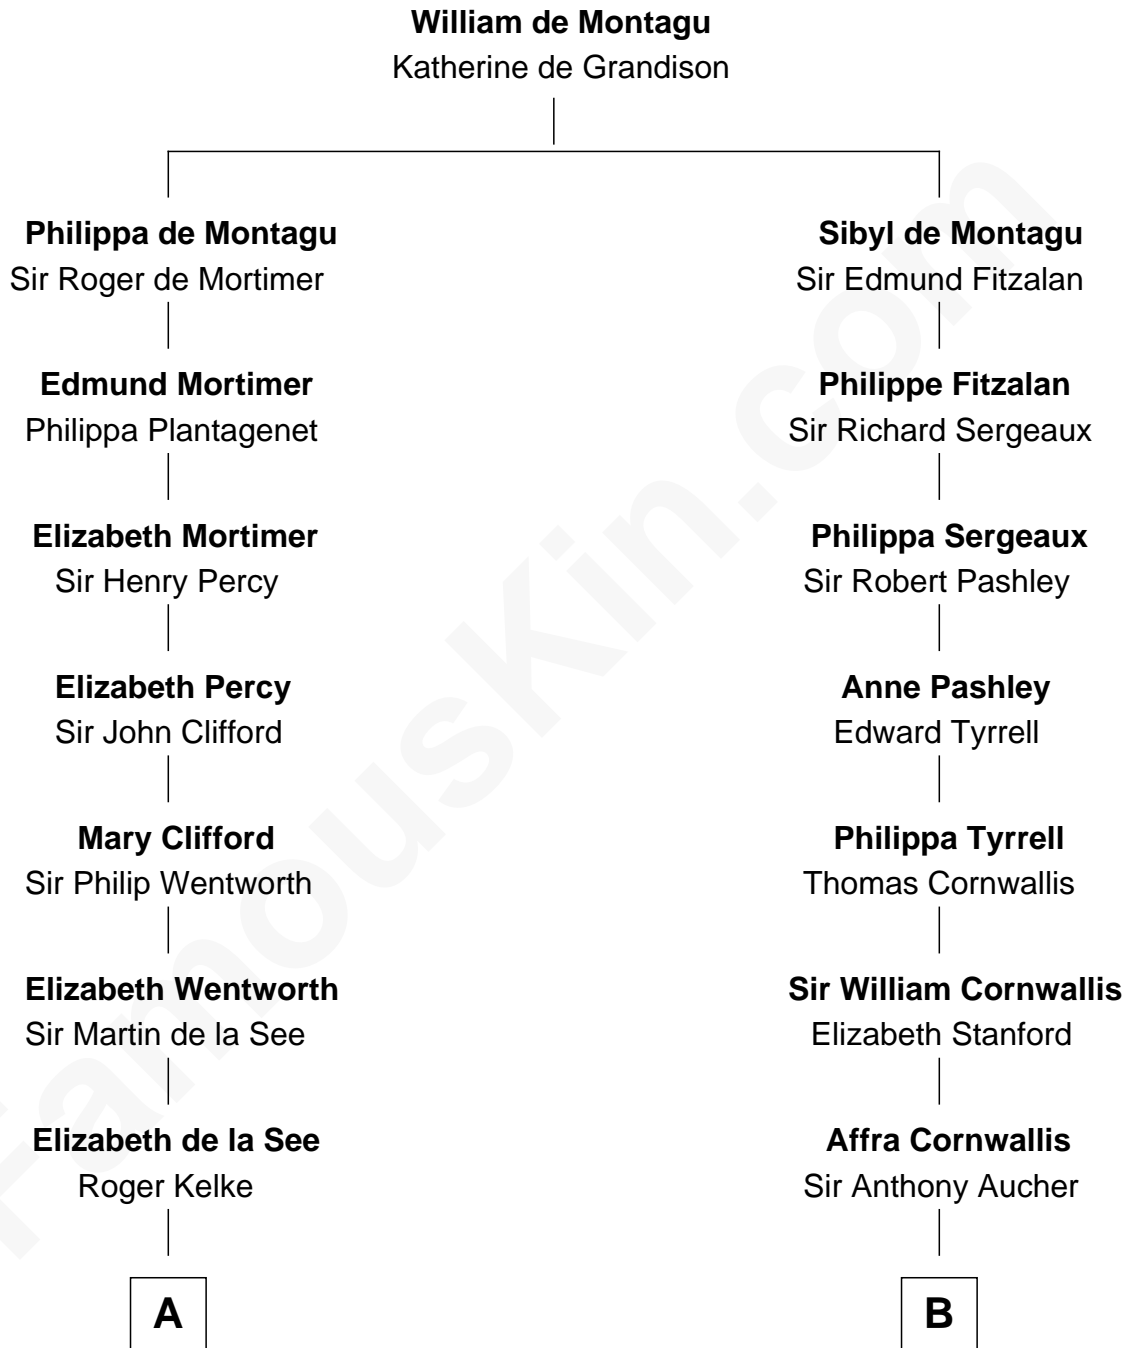 William de Montagu
Katherine de Grandison
Philippa de Montagu
Sir Roger de Mortimer
Sibyl de Montagu
Sir Edmund Fitzalan
Edmund Mortimer
Philippa Plantagenet
Philippe Fitzalan
Sir Richard Sergeaux
Elizabeth Mortimer
Sir Henry Percy
Philippa Sergeaux
Sir Robert Pashley
Elizabeth Percy
Sir John Clifford
Anne Pashley
Edward Tyrrell
Mary Clifford
Sir Philip Wentworth
Philippa Tyrrell
Thomas Cornwallis
Elizabeth Wentworth
Sir Martin de la See
Sir William Cornwallis
Elizabeth Stanford
Elizabeth de la See
Roger Kelke
Affra Cornwallis
Sir Anthony Aucher
A
B
FamousKin.com